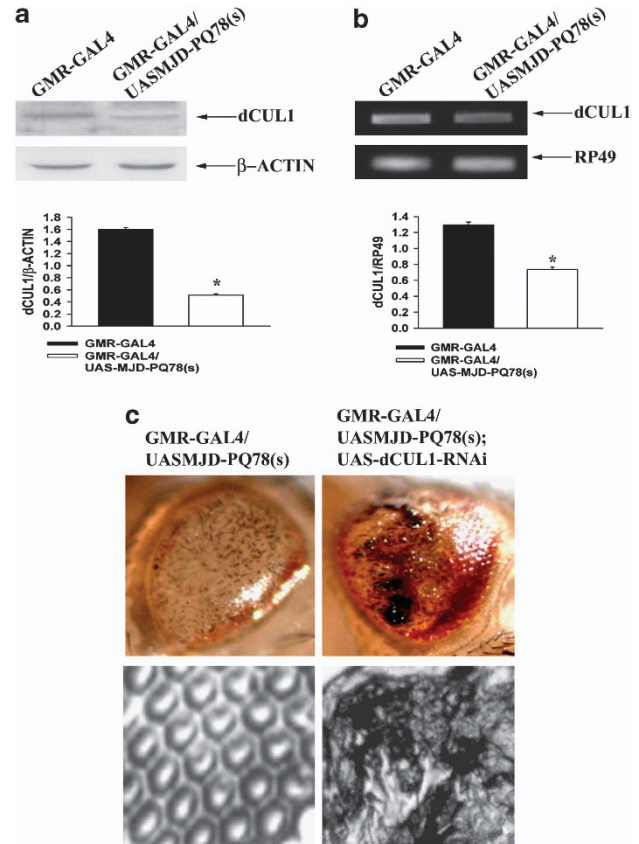 a
GMR-GAL4
GMR-GAL4/
UASMJD-PQ78(s)
dCUL1
β-ACTIN
dCUL1/β-ACTIN
1.8
1.6
1.4
1.2
1.0
0.8
0.6
0.4
0.2
0.0
*
GMR-GAL4
GMR-GAL4/
UAS-MJD-PQ78(s)
b
GMR-GAL4
GMR-GAL4/
UASMJD-PQ78(s)
dCUL1
RP49
dCUL1/RP49
1.4
1.2
1.0
0.8
0.6
0.4
0.2
0.0
*
GMR-GAL4
GMR-GAL4/
UAS-MJD-PQ78(s)
c
GMR-GAL4/
UASMJD-PQ78(s)
GMR-GAL4/
UASMJD-PQ78(s);
UAS-dCUL1-RNAi